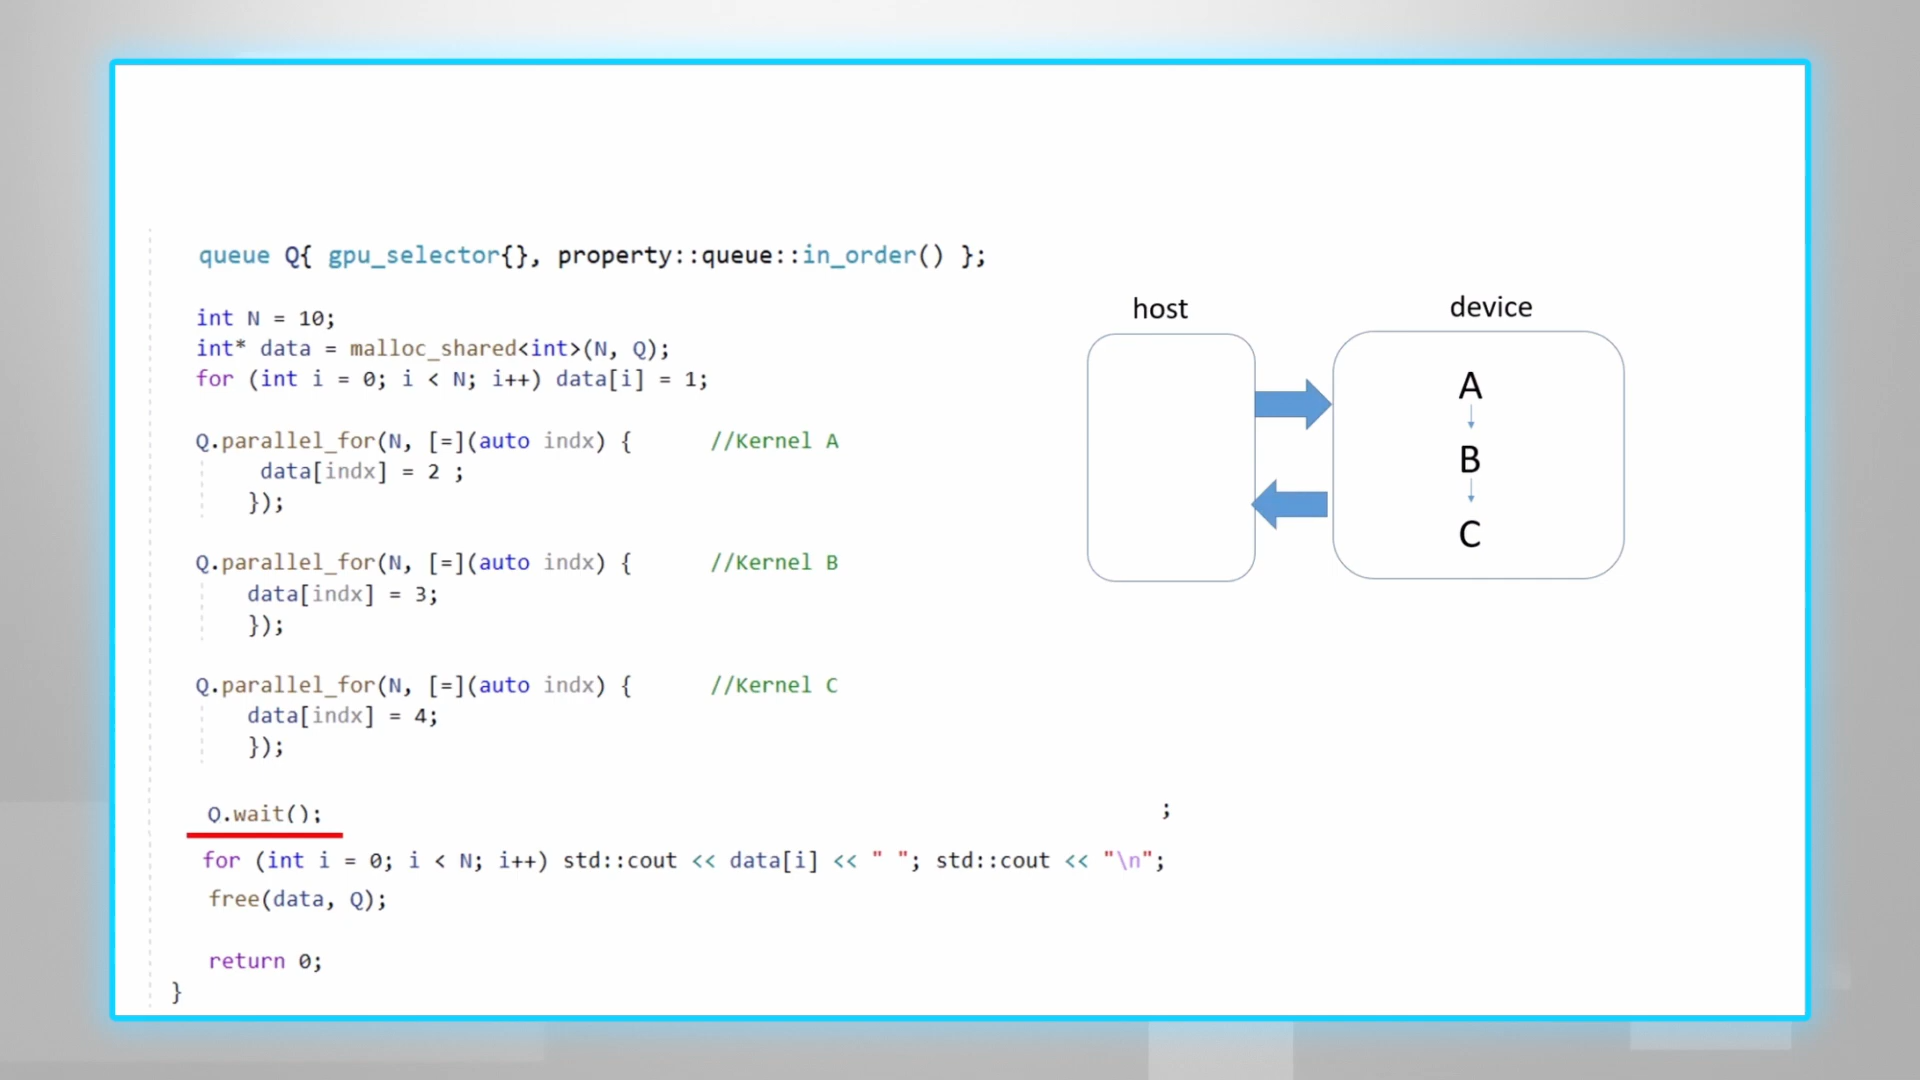 queue Q{ gpu_selector{}, property::queue::in_order() };
int N = 10;
int* data = malloc_shared<int>(N, Q);
for (int i = 0; i < N; i++) data[i] = 1;
Q.parallel_for(N, [=](auto indx) { //Kernel A
data[indx] = 2 ;
});
Q.parallel_for(N, [=](auto indx) { //Kernel B
data[indx] = 3;
});
Q.parallel_for(N, [=](auto indx) { //Kernel C
data[indx] = 4;
});
Q.wait(); ;
for (int i = 0; i < N; i++) std::cout << data[i] << " "; std::cout << "\n";
free(data, Q);
return 0;
}
host
device
A
B
C